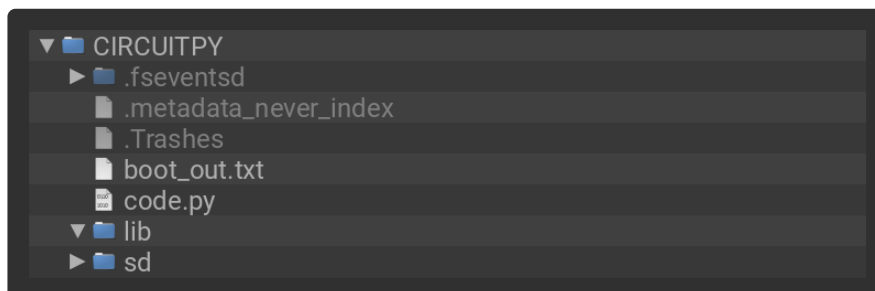 CIRCUITPY
.fseventsd
.metadata_never_index
.Trashes
boot_out.txt
code.py
lib
sd